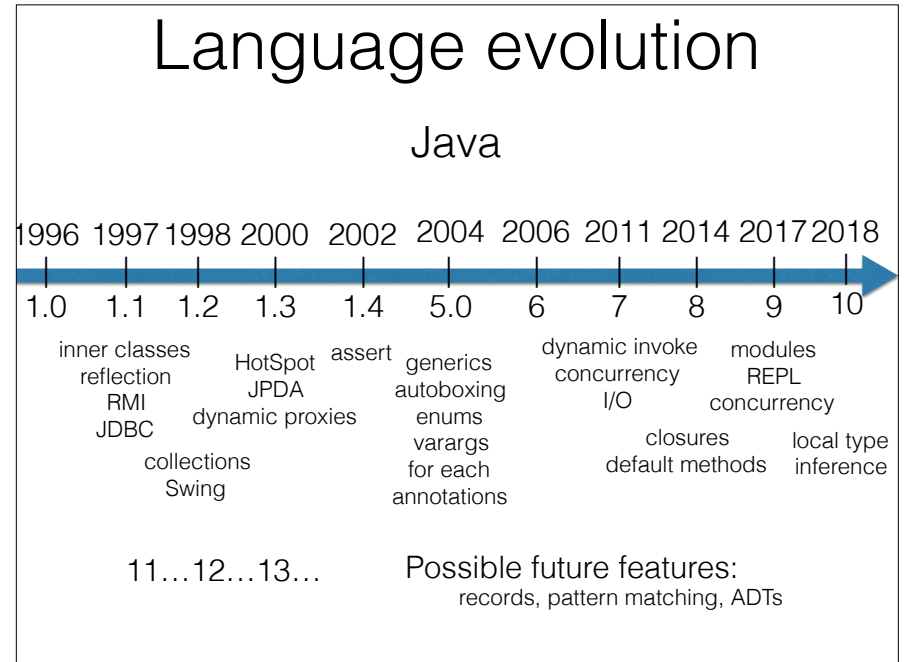 Language evolution
Java
1996 1997 1998 2000 2002 2004 2006 2011 2014 2017 2018
1.0 1.1 1.2 1.3 1.4 5.0 6 7 8 9 10
inner classes
reflection
RMI
JDBC
collections
Swing
HotSpot
JPDA
dynamic proxies
assert
generics
autoboxing
enums
varargs
for each
annotations
dynamic invoke
concurrency
I/O
closures
default methods
modules
REPL
concurrency
local type
inference
11…12…13…
Possible future features:
records, pattern matching, ADTs